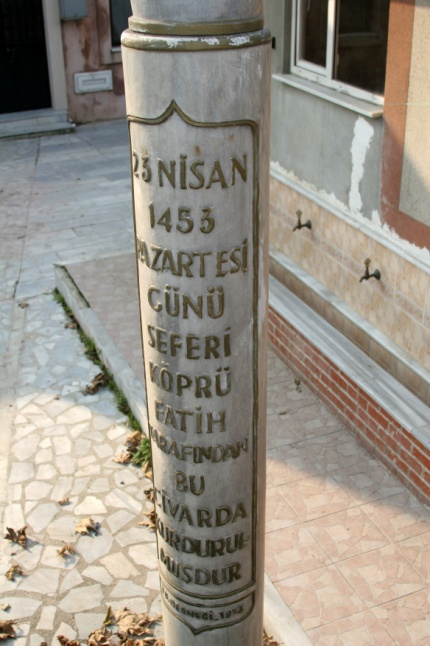 23 NİSAN
1453
PAZARTESİ
GÜNÜ
SEFERİ
KÖPRÜ
FATİH
TARAFINDAN
BU
CİVARDA
KURDURUL
MUŞDUR